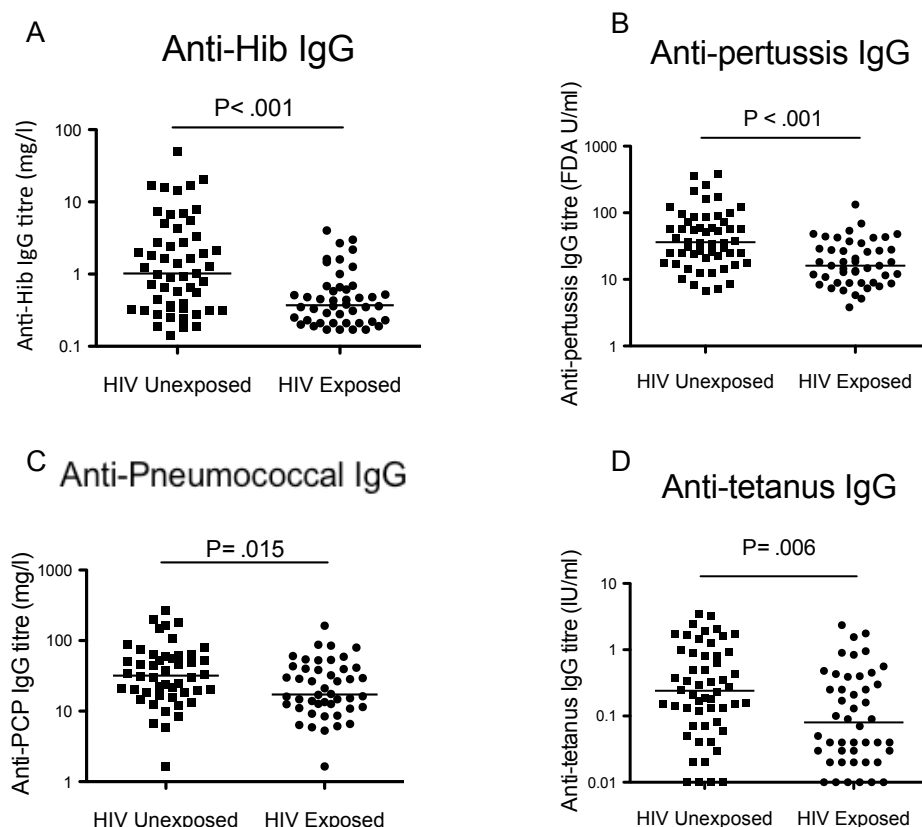 A
Anti-Hib IgG
P< .001
Anti-Hib IgG titre (mg/l)
100
10
1
0.1
HIV Unexposed
HIV Exposed
B
Anti-pertussis IgG
P< .001
Anti-pertussis IgG titre (FDA U/ml)
1000
100
10
1
HIV Unexposed
HIV Exposed
C
Anti-Pneumococcal IgG
P= .015
Anti-PCP IgG titre (mg/l)
1000
100
10
1
HIV Unexposed
HIV Exposed
D
Anti-tetanus IgG
P= .006
Anti-tetanus IgG titre (IU/ml)
10
1
0.1
0.01
HIV Unexposed
HIV Exposed